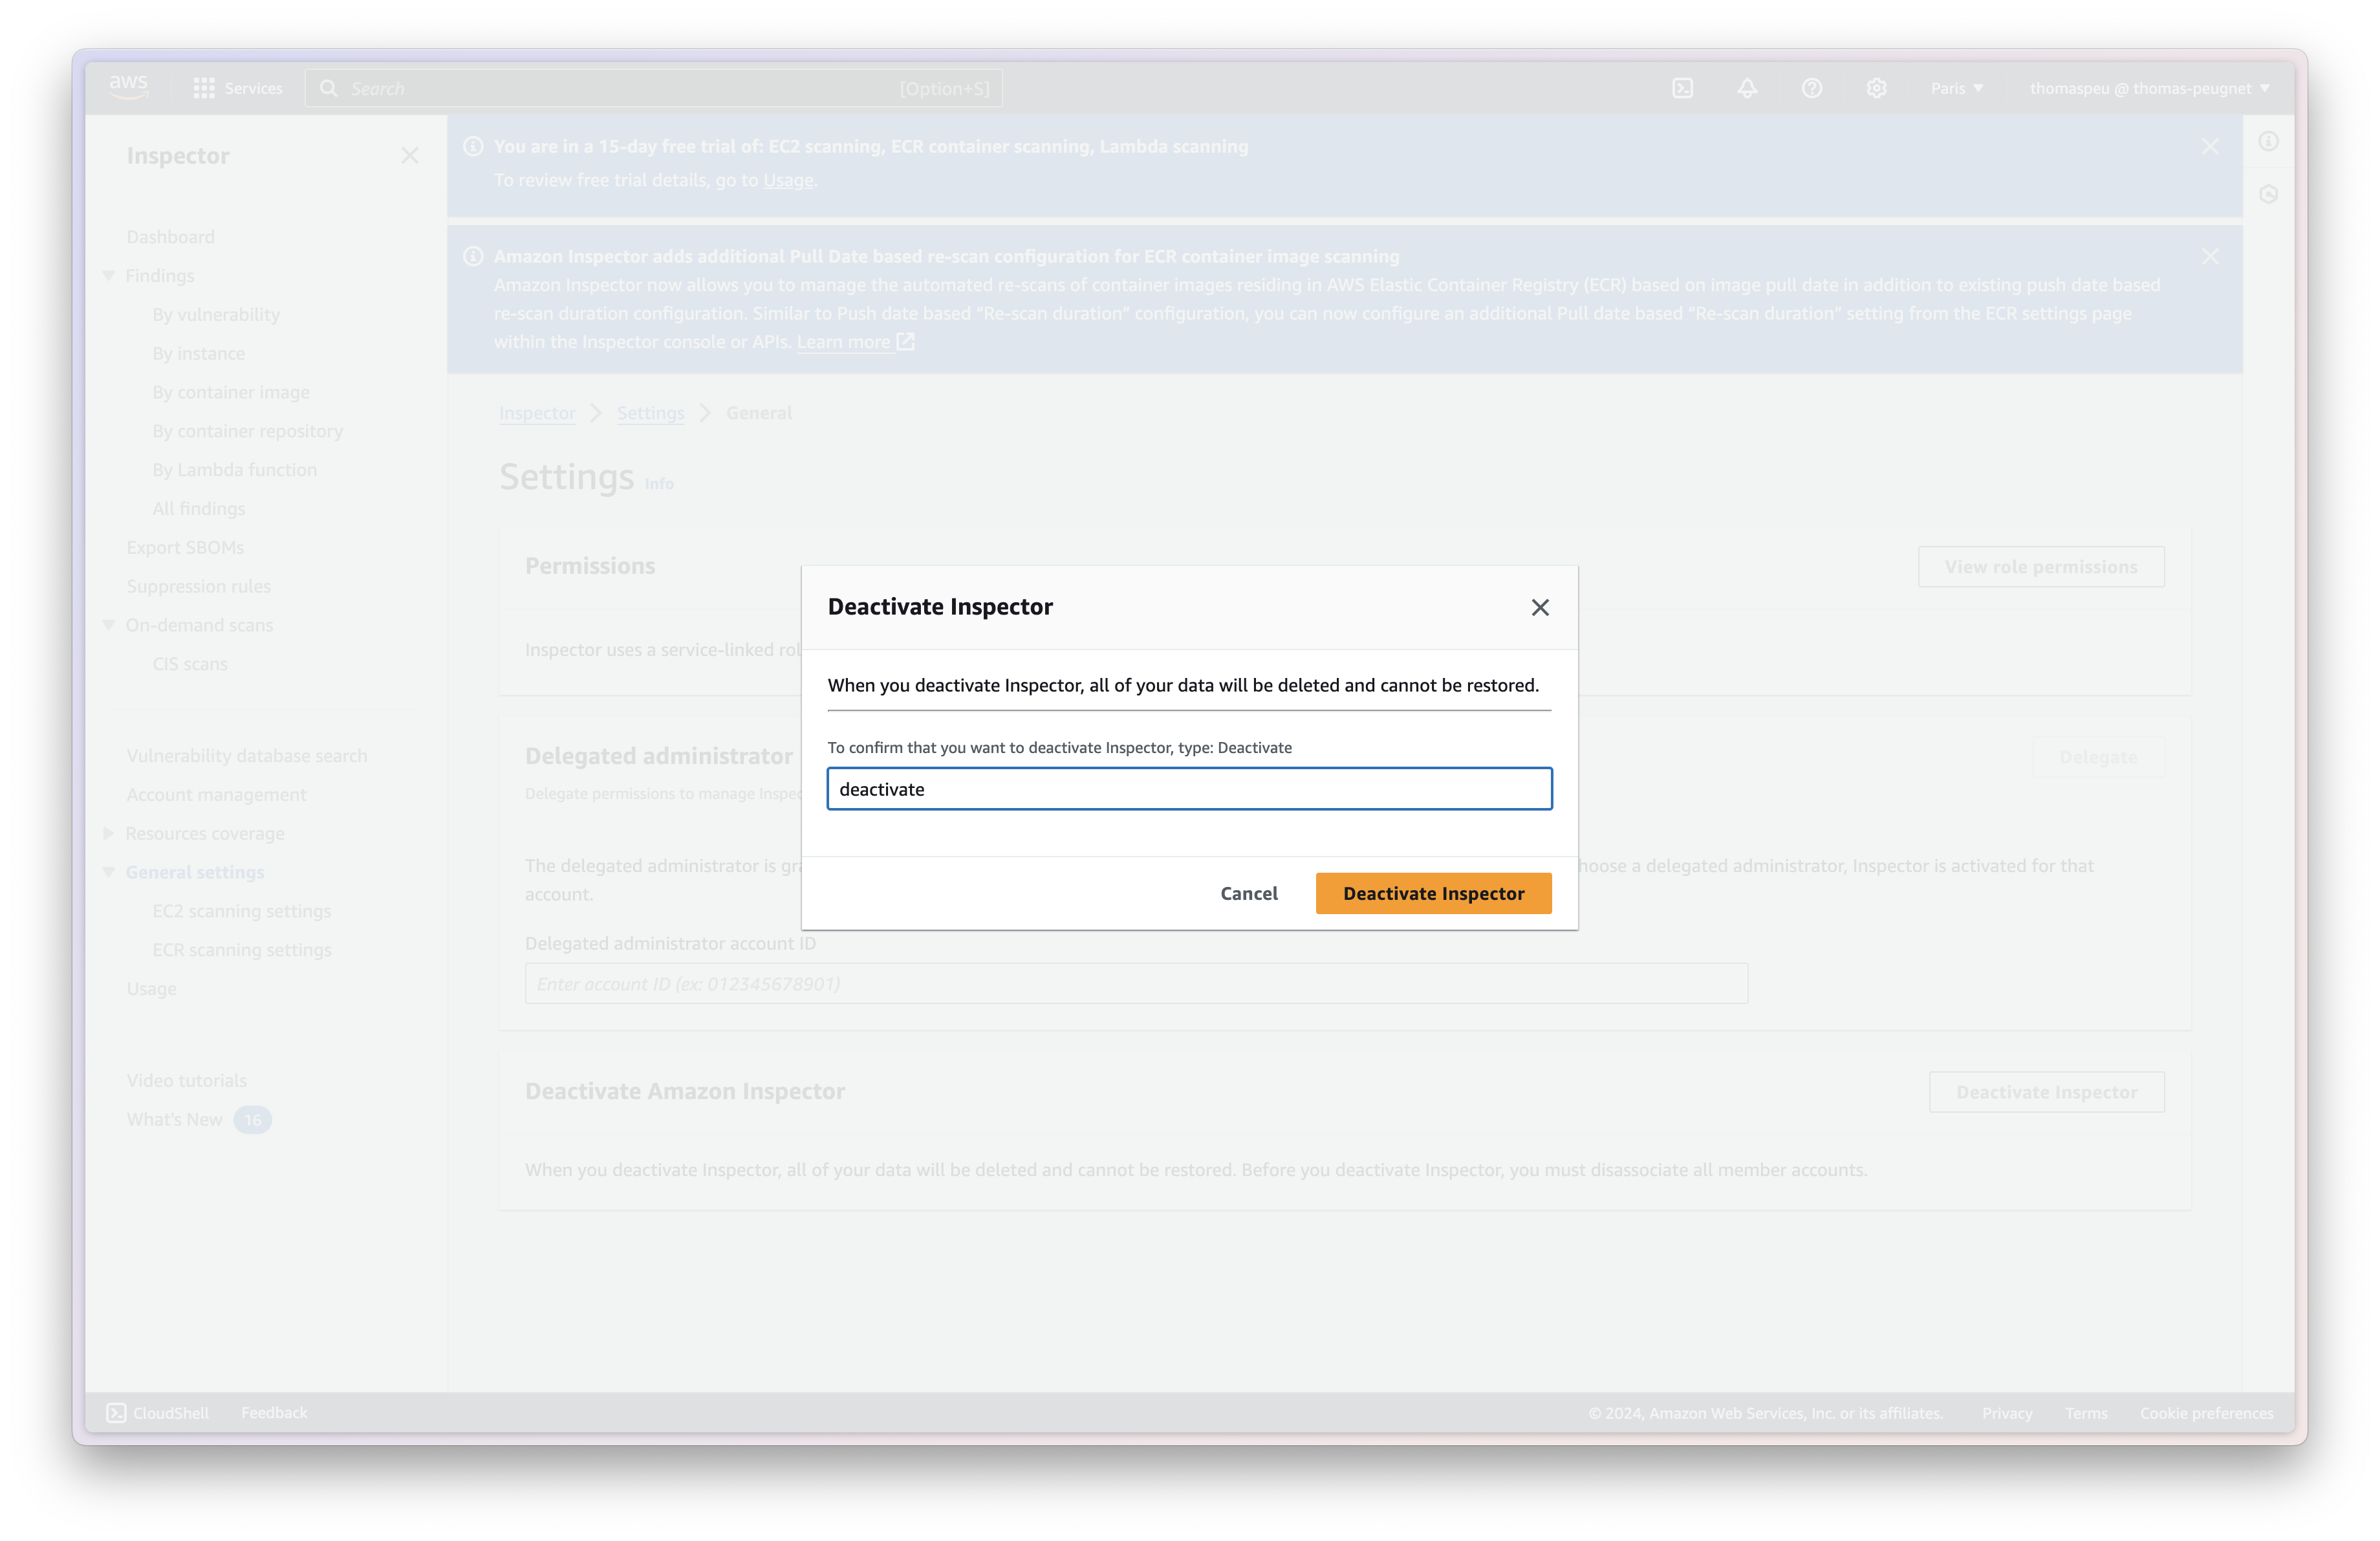 aws
Services
Search
[Option+S]
Paris
thomaspeu @ thomas-peugnet
Inspector
Dashboard
Findings
By vulnerability
By instance
By container image
By container repository
By Lambda function
All findings
Export SBOMs
Suppression rules
On-demand scans
CIS scans
Vulnerability database search
Account management
Resources coverage
General settings
EC2 scanning settings
ECR scanning settings
Usage
Video tutorials
What's New 16
You are in a 15-day free trial of: EC2 scanning, ECR container scanning, Lambda scanning
To review free trial details, go to Usage.
Amazon Inspector adds additional Pull Date based re-scan configuration for ECR container image scanning
Amazon Inspector now allows you to manage the automated re-scans of container images residing in AWS Elastic Container Registry (ECR) based on image pull date in addition to existing push date based
re-scan duration configuration. Similar to Push date based “Re-scan duration” configuration, you can now configure an additional Pull date based “Re-scan duration” setting from the ECR settings page
within the Inspector console or APIs. Learn more
Inspector
Settings
General
Settings Info
Permissions
View role permissions
Inspector uses a service-linked rol
Delegated administrator
Delegate
Delegate permissions to manage Inspec
The delegated administrator is gra
hoose a delegated administrator, Inspector is activated for that
account.
Delegated administrator account ID
Enter account ID (ex: 012345678901)
Deactivate Amazon Inspector
Deactivate Inspector
When you deactivate Inspector, all of your data will be deleted and cannot be restored. Before you deactivate Inspector, you must disassociate all member accounts.
Deactivate Inspector
When you deactivate Inspector, all of your data will be deleted and cannot be restored.
To confirm that you want to deactivate Inspector, type: Deactivate
deactivate
Cancel
Deactivate Inspector
CloudShell
Feedback
© 2024, Amazon Web Services, Inc. or its affiliates.
Privacy
Terms
Cookie preferences